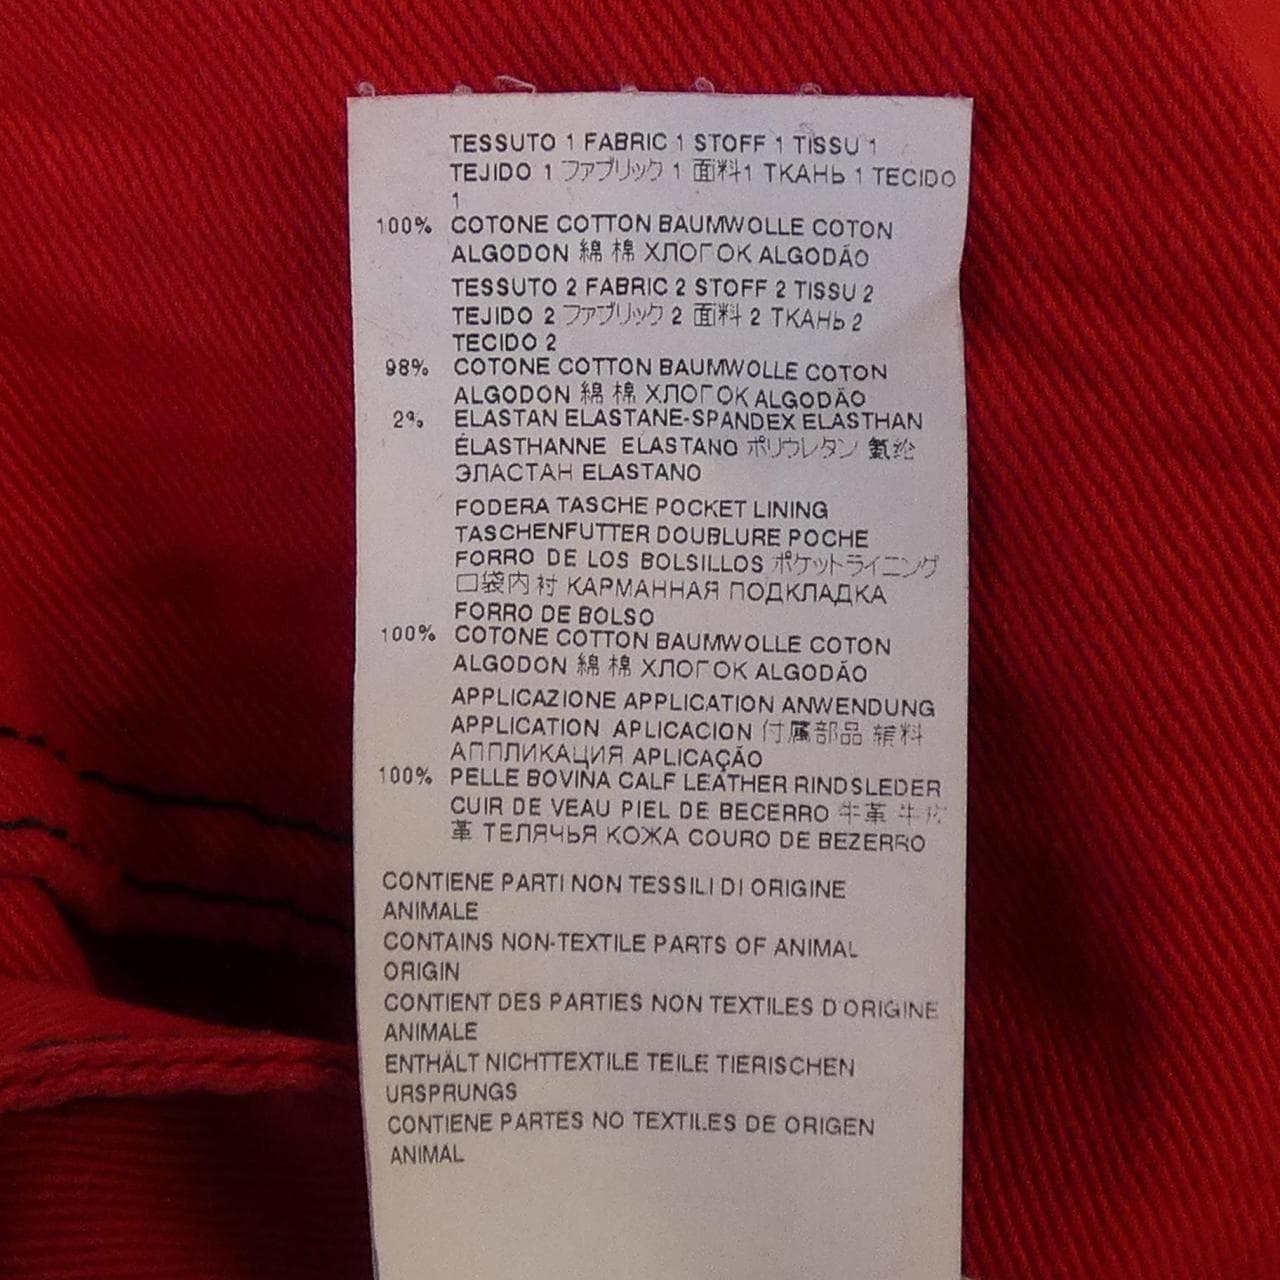 TESSUTO 1 FABRIC 1 STOFF 1 TISSU 1
TEJIDO 1 ファブリック 1 面料1 ТКАНЬ 1 TECIDO
1
100% COTONE COTTON BAUMWOLLE COTON
ALGODON 綿 棉 ХЛОГОК ALGODÃO
TESSUTO 2 FABRIC 2 STOFF 2 TISSU 2
TEJIDO 2 ファブリック 2 面料 2 ТКАНЬ 2
TECIDO 2
98% COTONE COTTON BAUMWOLLE COTON
ALGODON 綿 棉 ХЛОГОК ALGODÃO
2% ELASTAN ELASTANE-SPANDEX ELASTHAN
ÉLASTHANNE ELASTANO ポリウレタン 氨纶
ЭЛАСТАН ELASTANO
FODERA TASCHE POCKET LINING
TASCHENFUTTER DOUBLURE POCHE
FORRO DE LOS BOLSILLOS ポケットライニング
口袋内衬 КАРМАННАЯ ПОДКЛАДКА
FORRO DE BOLSO
100% COTONE COTTON BAUMWOLLE COTON
ALGODON 綿 棉 ХЛОГОК ALGODÃO
APPLICAZIONE APPLICATION ANWENDUNG
APPLICATION APLICACION 付属部品 辅料
АППЛИКАЦИЯ APLICAÇÃO
100% PELLE BOVINA CALF LEATHER RINDSLEDER
CUIR DE VEAU PIEL DE BECERRO 牛革 牛皮
革 ТЕЛЯЧЬЯ КОЖА COURO DE BEZERRO
CONTIENE PARTI NON TESSILI DI ORIGINE
ANIMALE
CONTAINS NON-TEXTILE PARTS OF ANIMAL
ORIGIN
CONTIENT DES PARTIES NON TEXTILES D'ORIGINE
ANIMALE
ENTHÄLT NICHTTEXTILE TEILE TIERISCHEN
URSPRUNGS
CONTIENE PARTES NO TEXTILES DE ORIGEN
ANIMAL